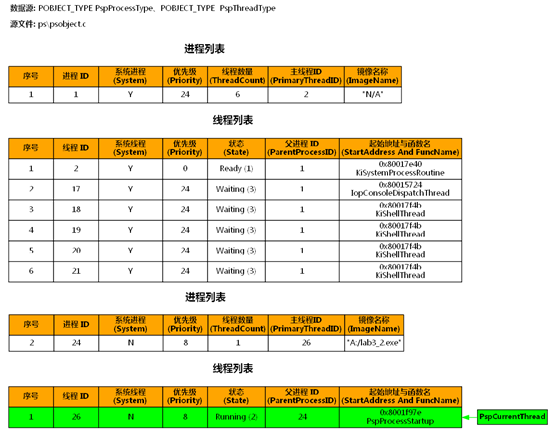 数据源: POBJECT_TYPE PspProcessType, POBJECT_TYPE PspThreadType
源文件: ps\psobject.c
进程列表
序号 进程 ID 系统进程 (System) 优先级 (Priority) 线程数量 (ThreadCount) 主线程ID (PrimaryThreadID) 镜像名称 (ImageName)
1 1 Y 24 6 2 "N/A"
线程列表
序号 线程 ID 系统线程 (System) 优先级 (Priority) 状态 (State) 父进程 ID (ParentProcessID) 起始地址与函数名 (StartAddress And FuncName)
1 2 Y 0 Ready (1) 1 0x80017e40 KiSystemProcessRoutine
2 17 Y 24 Waiting (3) 1 0x80015724 IopConsoleDispatchThread
3 18 Y 24 Waiting (3) 1 0x80017f4b KiShellThread
4 19 Y 24 Waiting (3) 1 0x80017f4b KiShellThread
5 20 Y 24 Waiting (3) 1 0x80017f4b KiShellThread
6 21 Y 24 Waiting (3) 1 0x80017f4b KiShellThread
进程列表
序号 进程 ID 系统进程 (System) 优先级 (Priority) 线程数量 (ThreadCount) 主线程ID (PrimaryThreadID) 镜像名称 (ImageName)
2 24 N 8 1 26 "A:/lab3_2.exe"
线程列表
序号 线程 ID 系统线程 (System) 优先级 (Priority) 状态 (State) 父进程 ID (ParentProcessID) 起始地址与函数名 (StartAddress And FuncName)
1 26 N 8 Running (2) 24 0x8001f97e PspProcessStartup PspCurrentThread